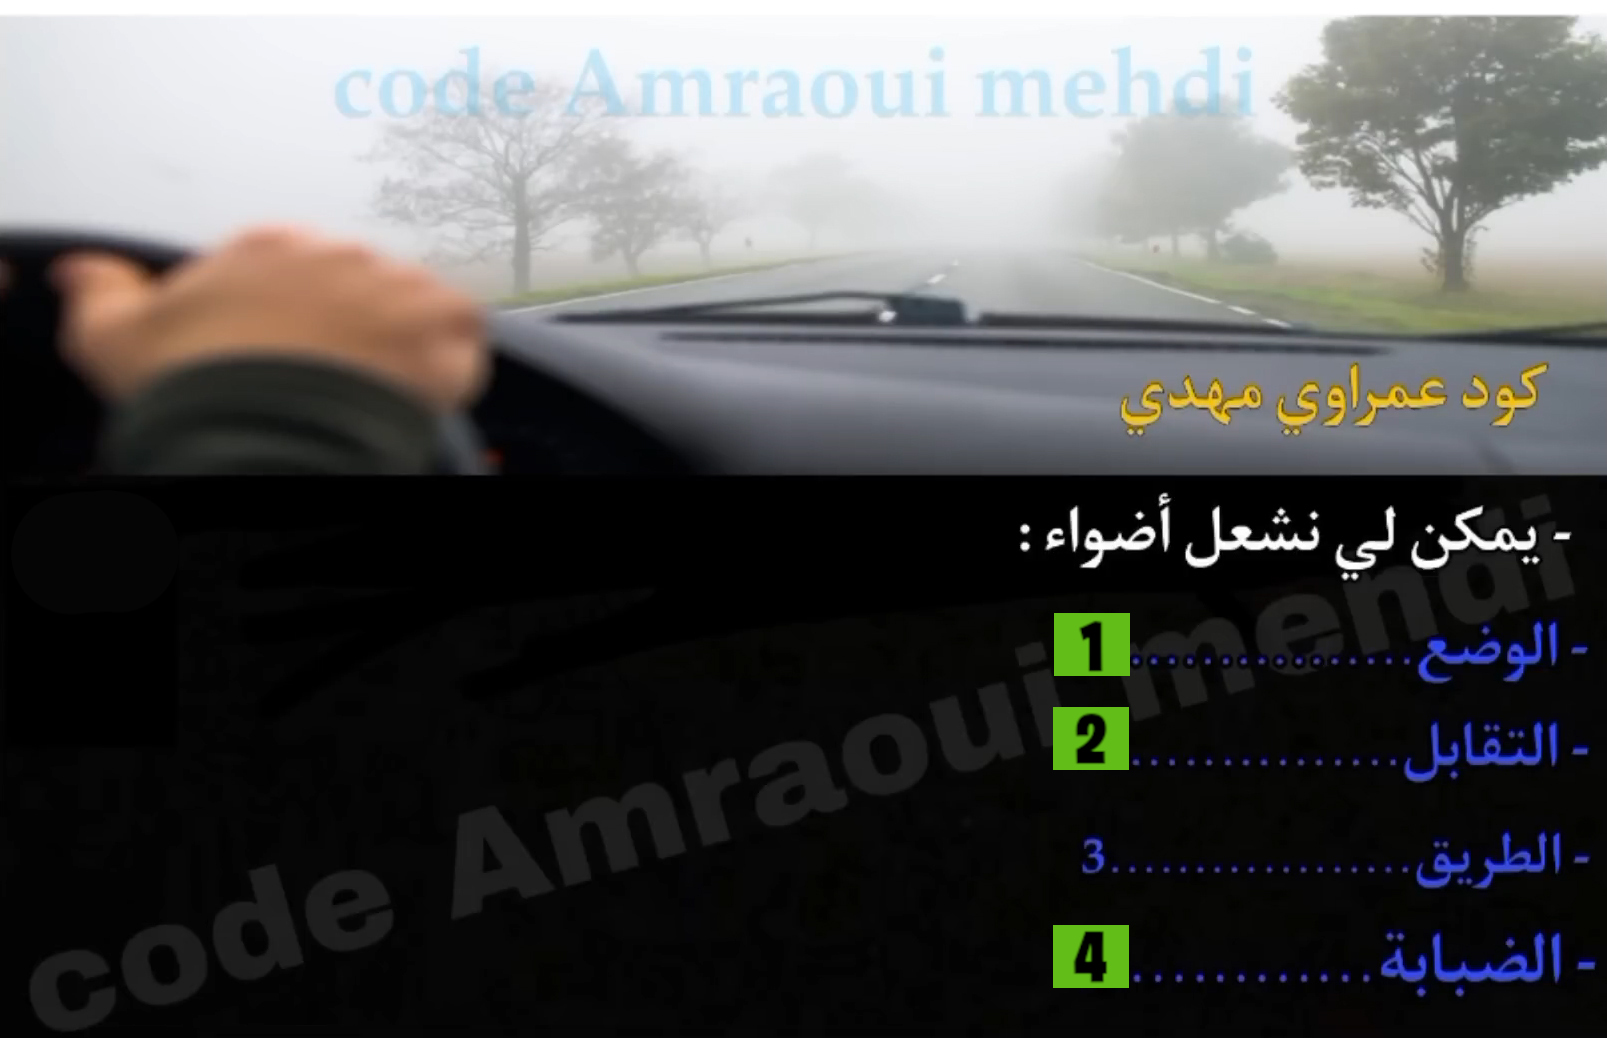 code Amraoui mehdi
كود عمراوي مهدي
- يمكن لي نشعل أضواء :
- الوضع................1
- التقابل...............2
- الطريق.................3
- الضبابة............4
code Amraoui mehdi